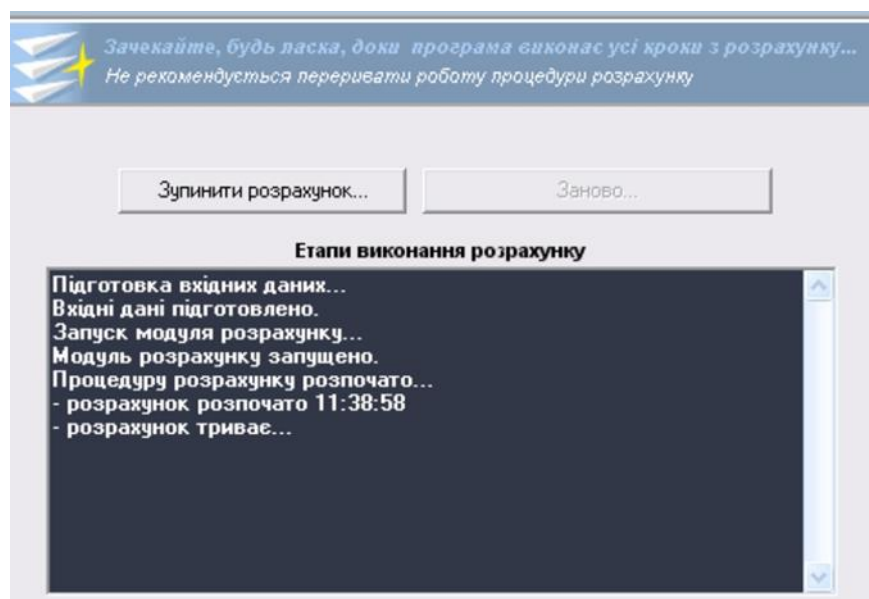 Зачекайте, будь ласка, доки програма виконає усі кроки з розрахунку...
Не рекомендується переривати роботу процедури розрахунку
Зупинити розрахунок...
Заново...
Етапи виконання розрахунку
Підготовка вхідних даних...
Вхідні дані підготовлено.
Запуск модуля розрахунку...
Модуль розрахунку запущено.
Процедуру розрахунку розпочато...
- розрахунок розпочато 11:38:58
- розрахунок триває...